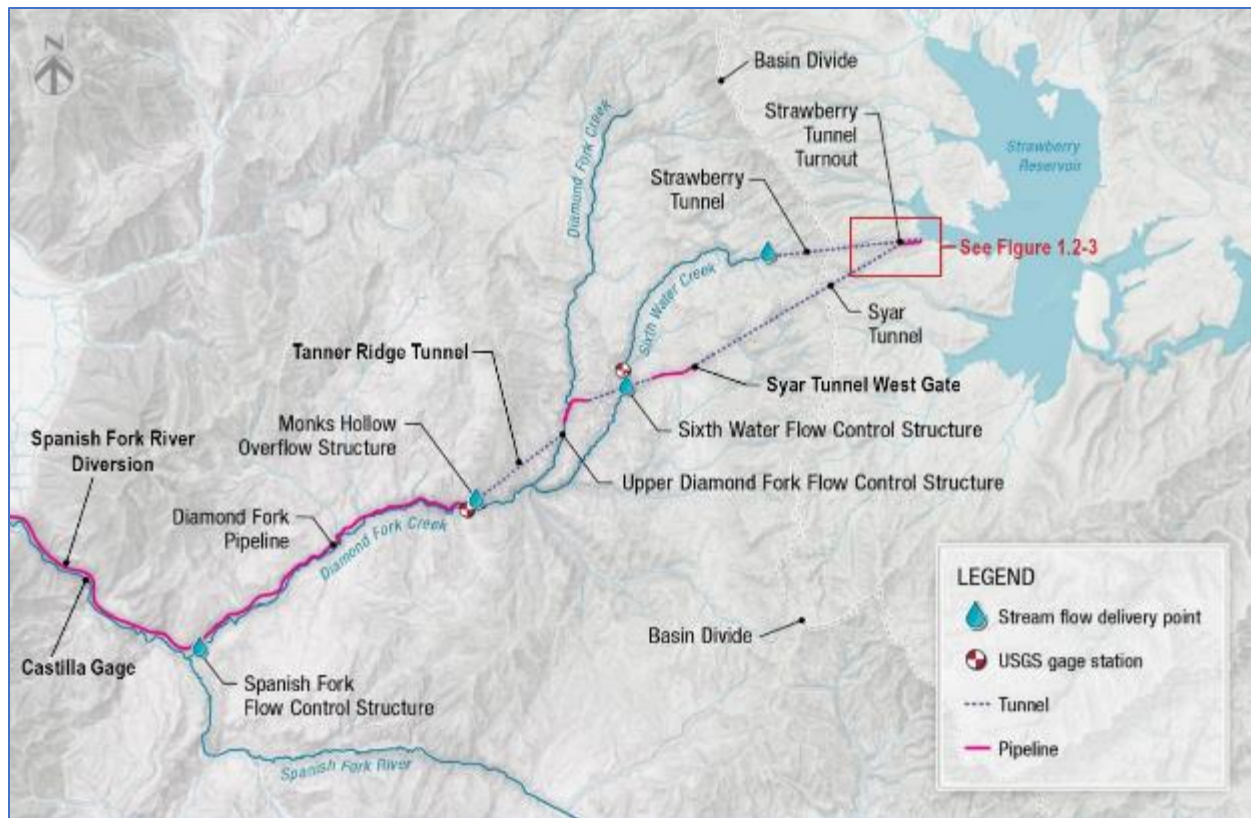 N
Basin Divide
Strawberry
Tunnel
Turnout
Strawberry
Reservoir
Diamond Fork Creek
Strawberry
Tunnel
See Figure 1.2-3
Sixth Water Creek
Syar
Tunnel
Tanner Ridge Tunnel
Syar Tunnel West Gate
Monks Hollow
Overflow Structure
Sixth Water Flow Control Structure
Spanish Fork River
Diversion
Upper Diamond Fork Flow Control Structure
Diamond Fork
Pipeline
Diamond Fork Creek
Basin Divide
Castilla Gage
Spanish Fork
Flow Control Structure
Spanish Fork River
LEGEND
Stream flow delivery point
USGS gage station
Tunnel
Pipeline